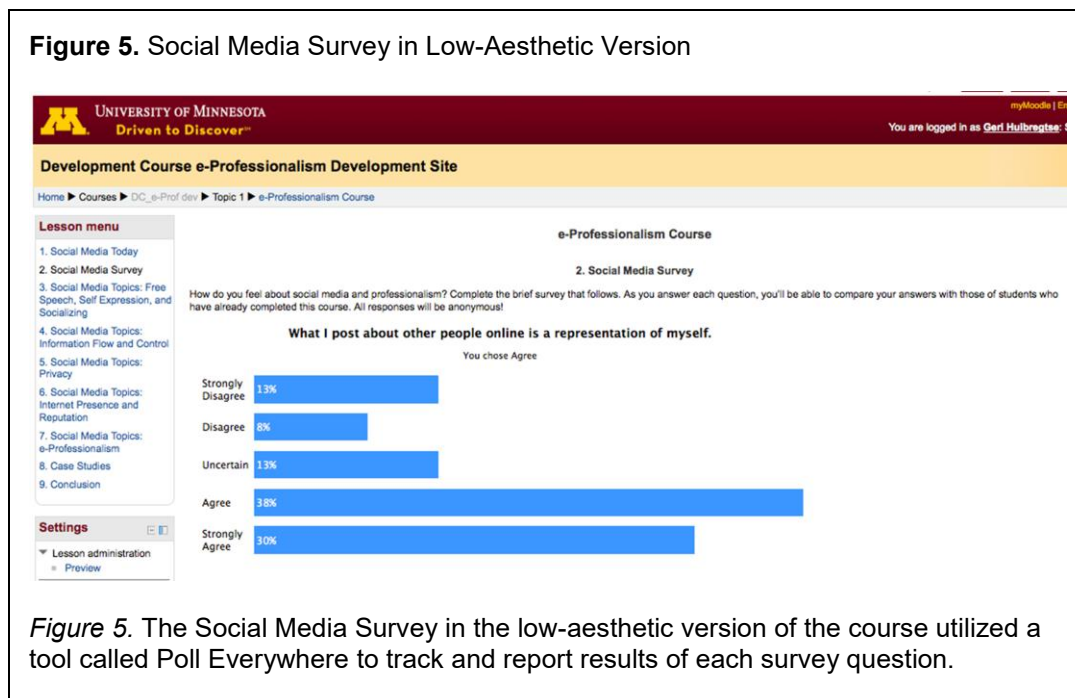 Figure 5. Social Media Survey in Low-Aesthetic Version
UNIVERSITY OF MINNESOTA
Driven to Discover℠
myMoodle | En
You are logged in as Geri Hulbregtse: S
Development Course e-Professionalism Development Site
Home ▶ Courses ▶ DC_e-Prof dev ▶ Topic 1 ▶ e-Professionalism Course
Lesson menu
1. Social Media Today
2. Social Media Survey
3. Social Media Topics: Free
Speech, Self Expression, and
Socializing
4. Social Media Topics:
Information Flow and Control
5. Social Media Topics:
Privacy
6. Social Media Topics:
Internet Presence and
Reputation
7. Social Media Topics:
e-Professionalism
8. Case Studies
9. Conclusion
Settings
Lesson administration
Preview
e-Professionalism Course
2. Social Media Survey
How do you feel about social media and professionalism? Complete the brief survey that follows. As you answer each question, you'll be able to compare your answers with those of students who
have already completed this course. All responses will be anonymous!
What I post about other people online is a representation of myself.
You chose Agree
Strongly
Disagree
13%
Disagree 8%
Uncertain 13%
Agree 38%
Strongly
Agree
30%
Figure 5. The Social Media Survey in the low-aesthetic version of the course utilized a
tool called Poll Everywhere to track and report results of each survey question.